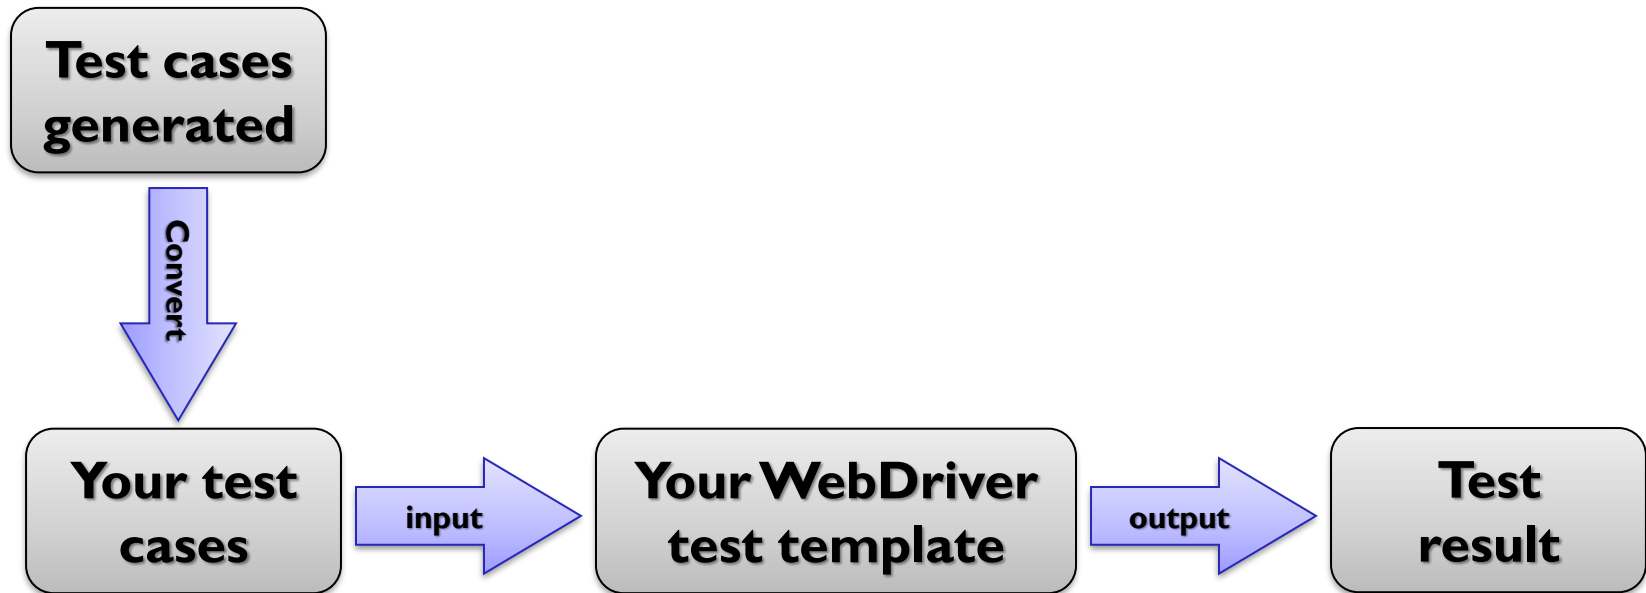 Test cases
generated
Convert
Your test
cases
input
Your WebDriver
test template
output
Test
result